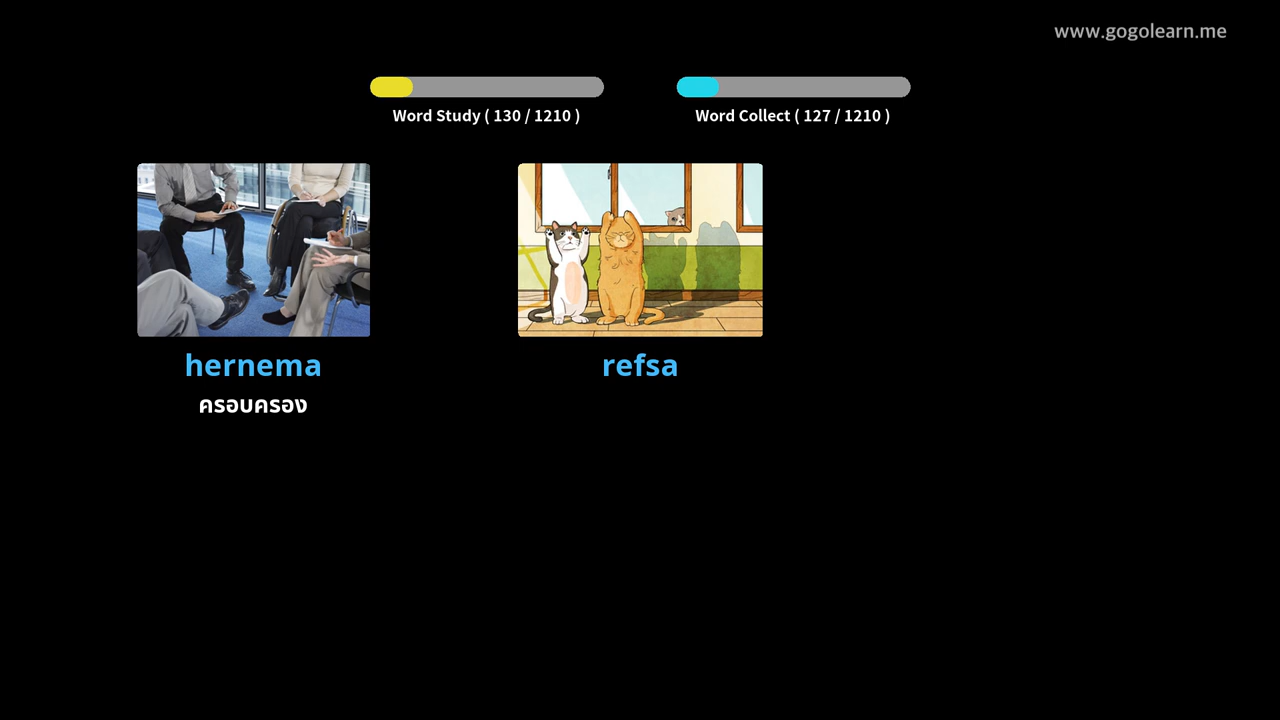 www.gogolearn.me
Word Study ( 130 / 1210 )
Word Collect ( 127 / 1210 )
hernema
refsa
ครอบครอง